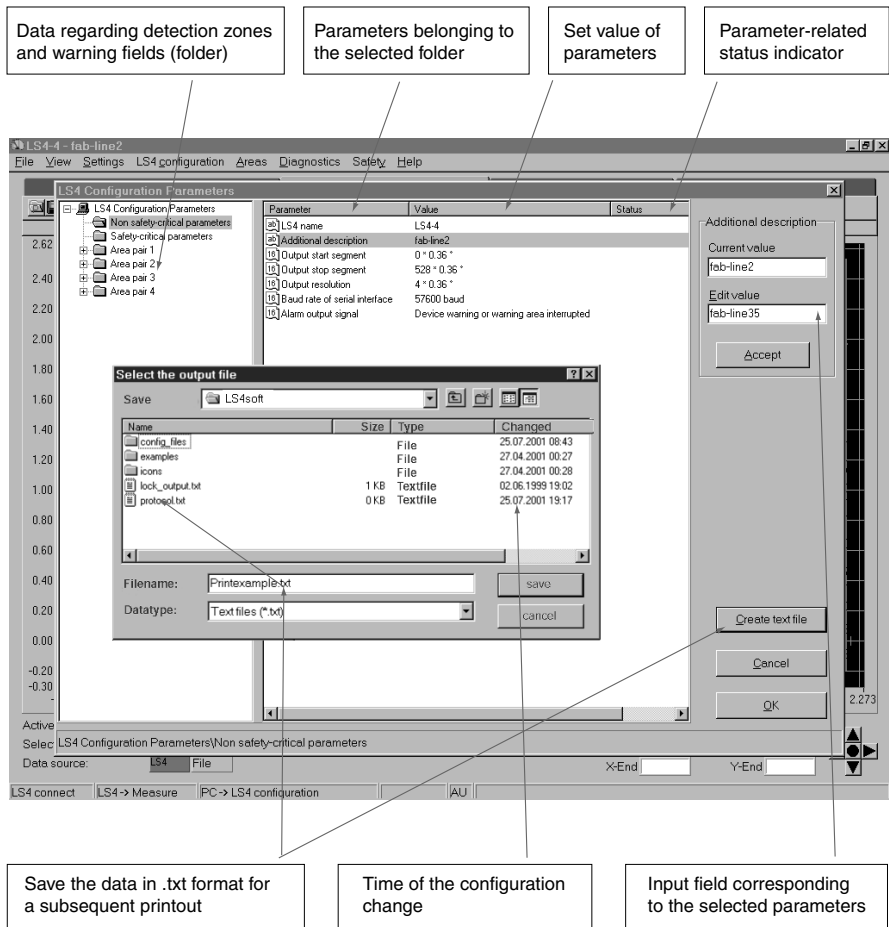 Data regarding detection zones
and warning fields (folder)
Parameters belonging to
the selected folder
Set value of
parameters
Parameter-related
status indicator
LS4-4 - fab-line2
File View Settings LS4 configuration Areas Diagnostics Safety Help
LS4 Configuration Parameters
LS4 Configuration Parameters
Non safety-critical parameters
Safety-critical parameters
Area pair 1
Area pair 2
Area pair 3
Area pair 4
Parameter Value Status
LS4 name LS4-4
Additional description fab-line2
Output start segment 0 * 0.36 °
Output stop segment 528 * 0.36 °
Output resolution 4 * 0.36 °
Baud rate of serial interface 57600 baud
Alarm output signal Device warning or warning area interrupted
Additional description
Current value
fab-line2
Edit value
fab-line35
Accept
2.62
2.40
2.20
2.00
1.80
1.60
1.40
1.20
1.00
0.80
0.60
0.40
0.20
0.00
-0.20
-0.30
Select the output file
Save LS4soft
Name Size Type Changed
config_files File 25.07.2001 08:43
examples File 27.04.2001 00:27
icons File 27.04.2001 00:28
lock_output.txt 1 KB Textfile 02.06.1999 19:02
protocol.txt 0 KB Textfile 25.07.2001 19:17
Filename: Printexample.txt save
Datatype: Text files (*.txt) cancel
Create text file
Cancel
OK
2.273
Active
Selec
LS4 Configuration Parameters\Non safety-critical parameters
Data source: LS4 File X-End Y-End
LS4 connect LS4-> Measure PC-> LS4 configuration AU
Save the data in .txt format for
a subsequent printout
Time of the configuration
change
Input field corresponding
to the selected parameters